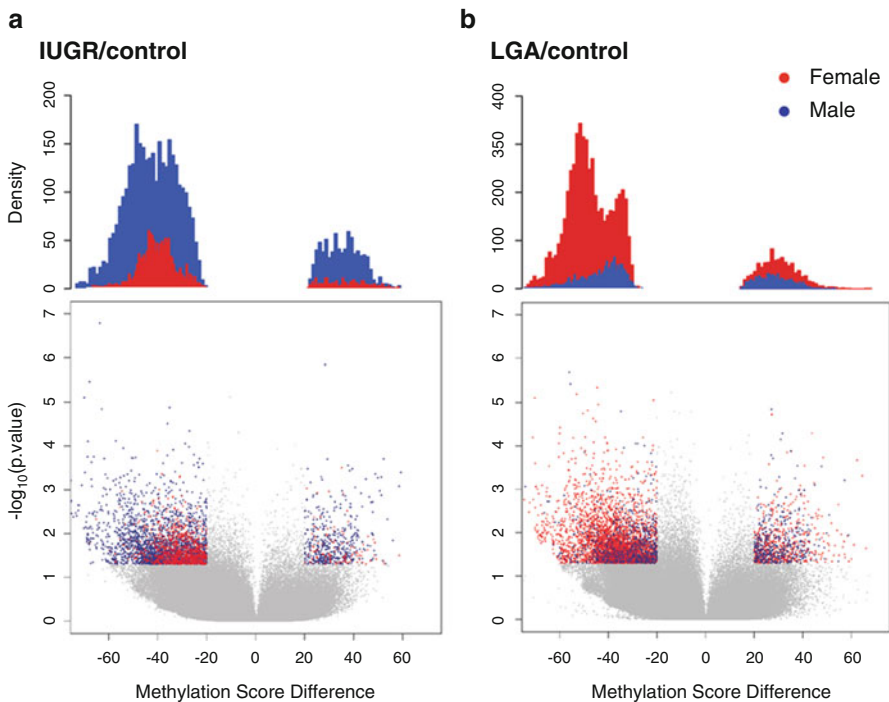 a
IUGR/control
200
150
100
50
0
Density
7
6
5
4
3
2
1
0
-log10(p.value)
-60 -40 -20 0 20 40 60
Methylation Score Difference
b
LGA/control
Female
Male
400
350
200
100
0
7
6
5
4
3
2
1
0
-60 -40 -20 0 20 40 60
Methylation Score Difference